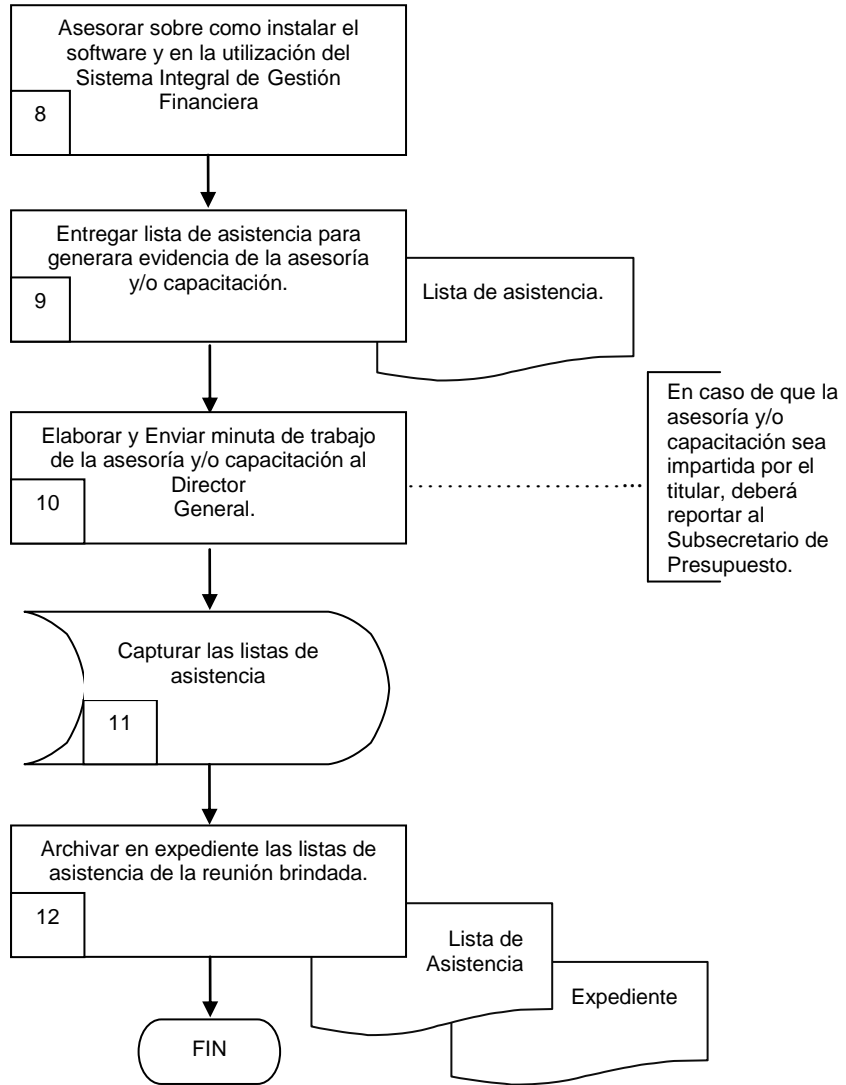 Asesorar sobre como instalar el
software y en la utilización del
Sistema Integral de Gestión
Financiera
8
Entregar lista de asistencia para
generara evidencia de la asesoría
y/o capacitación.
9
Lista de asistencia.
Elaborar y Enviar minuta de trabajo
de la asesoría y/o capacitación al
Director
General.
10
En caso de que la
asesoría y/o
capacitación sea
impartida por el
titular, deberá
reportar al
Subsecretario de
Presupuesto.
Capturar las listas de
asistencia
11
Archivar en expediente las listas de
asistencia de la reunión brindada.
12
Lista de
Asistencia
Expediente
FIN